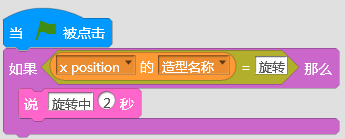 当 被点击
如果 x position 的 造型名称 = 旋转 那么
说 旋转中 2 秒